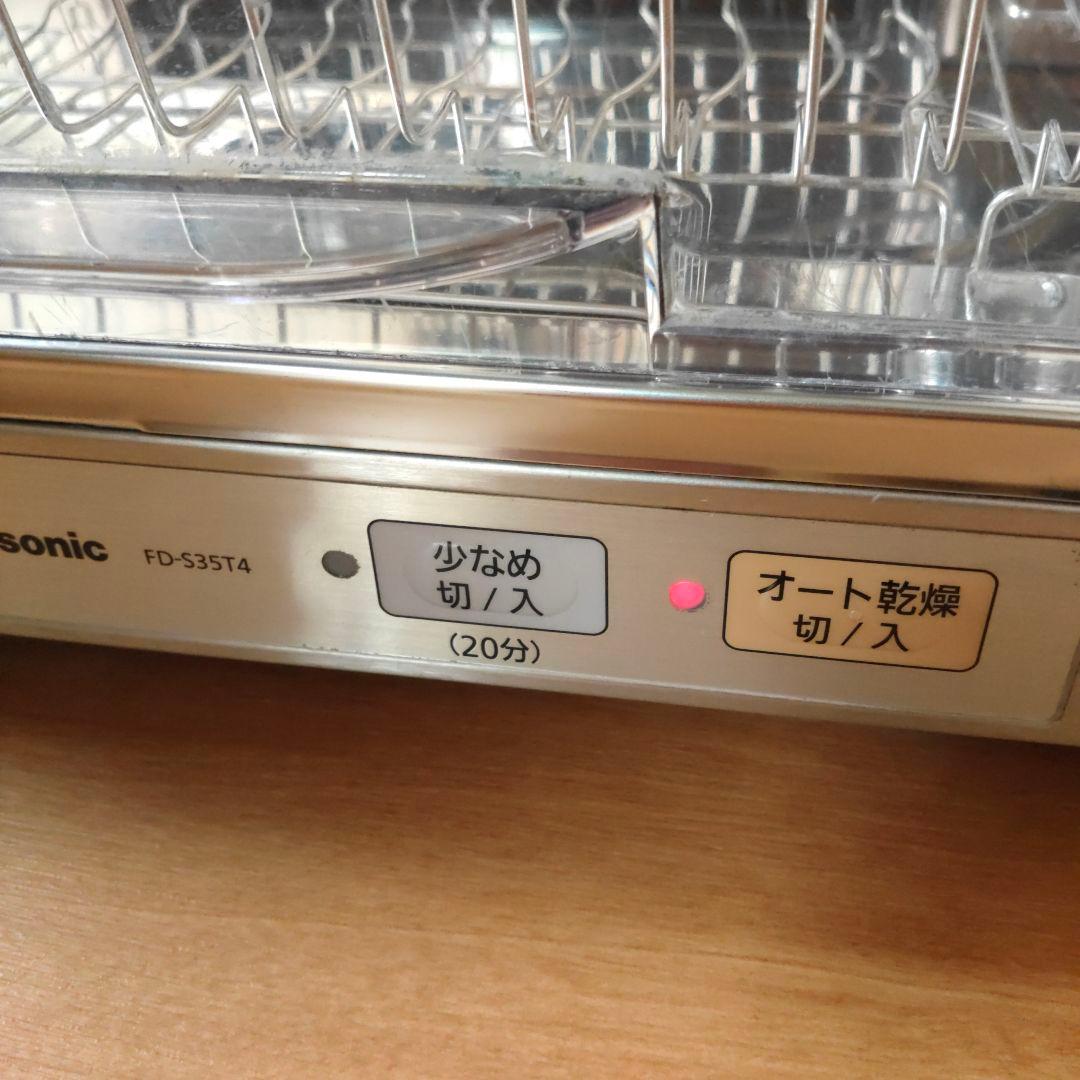 sonic
FD-S35T4
少なめ
切/入
(20分)
オート乾燥
切/入